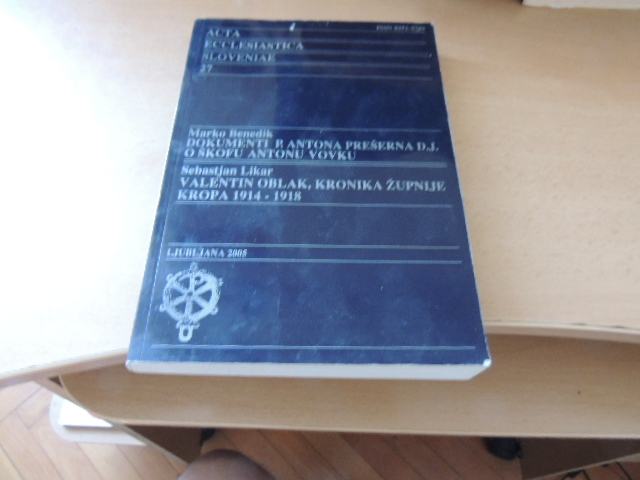 ACTA
ECCLESIASTICA
SLOVENIAE
27
Marko Benedik
DOKUMENTI P. ANTONA PREŠERNA D.J.
O ŠKOFU ANTONU VOVKU
Sebastjan Likar
VALENTIN OBLAK, KRONIKA ŽUPNIJE
KROPA 1914 - 1918
LJUBLJANA 2005